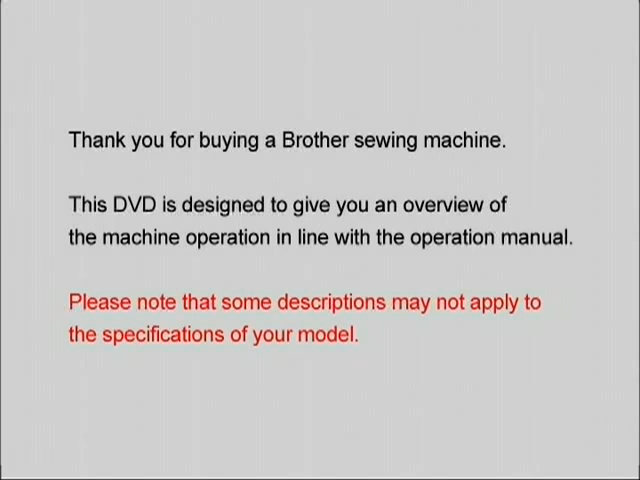 Thank you for buying a Brother sewing machine.
This DVD is designed to give you an overview of
the machine operation in line with the operation manual.
Please note that some descriptions may not apply to
the specifications of your model.